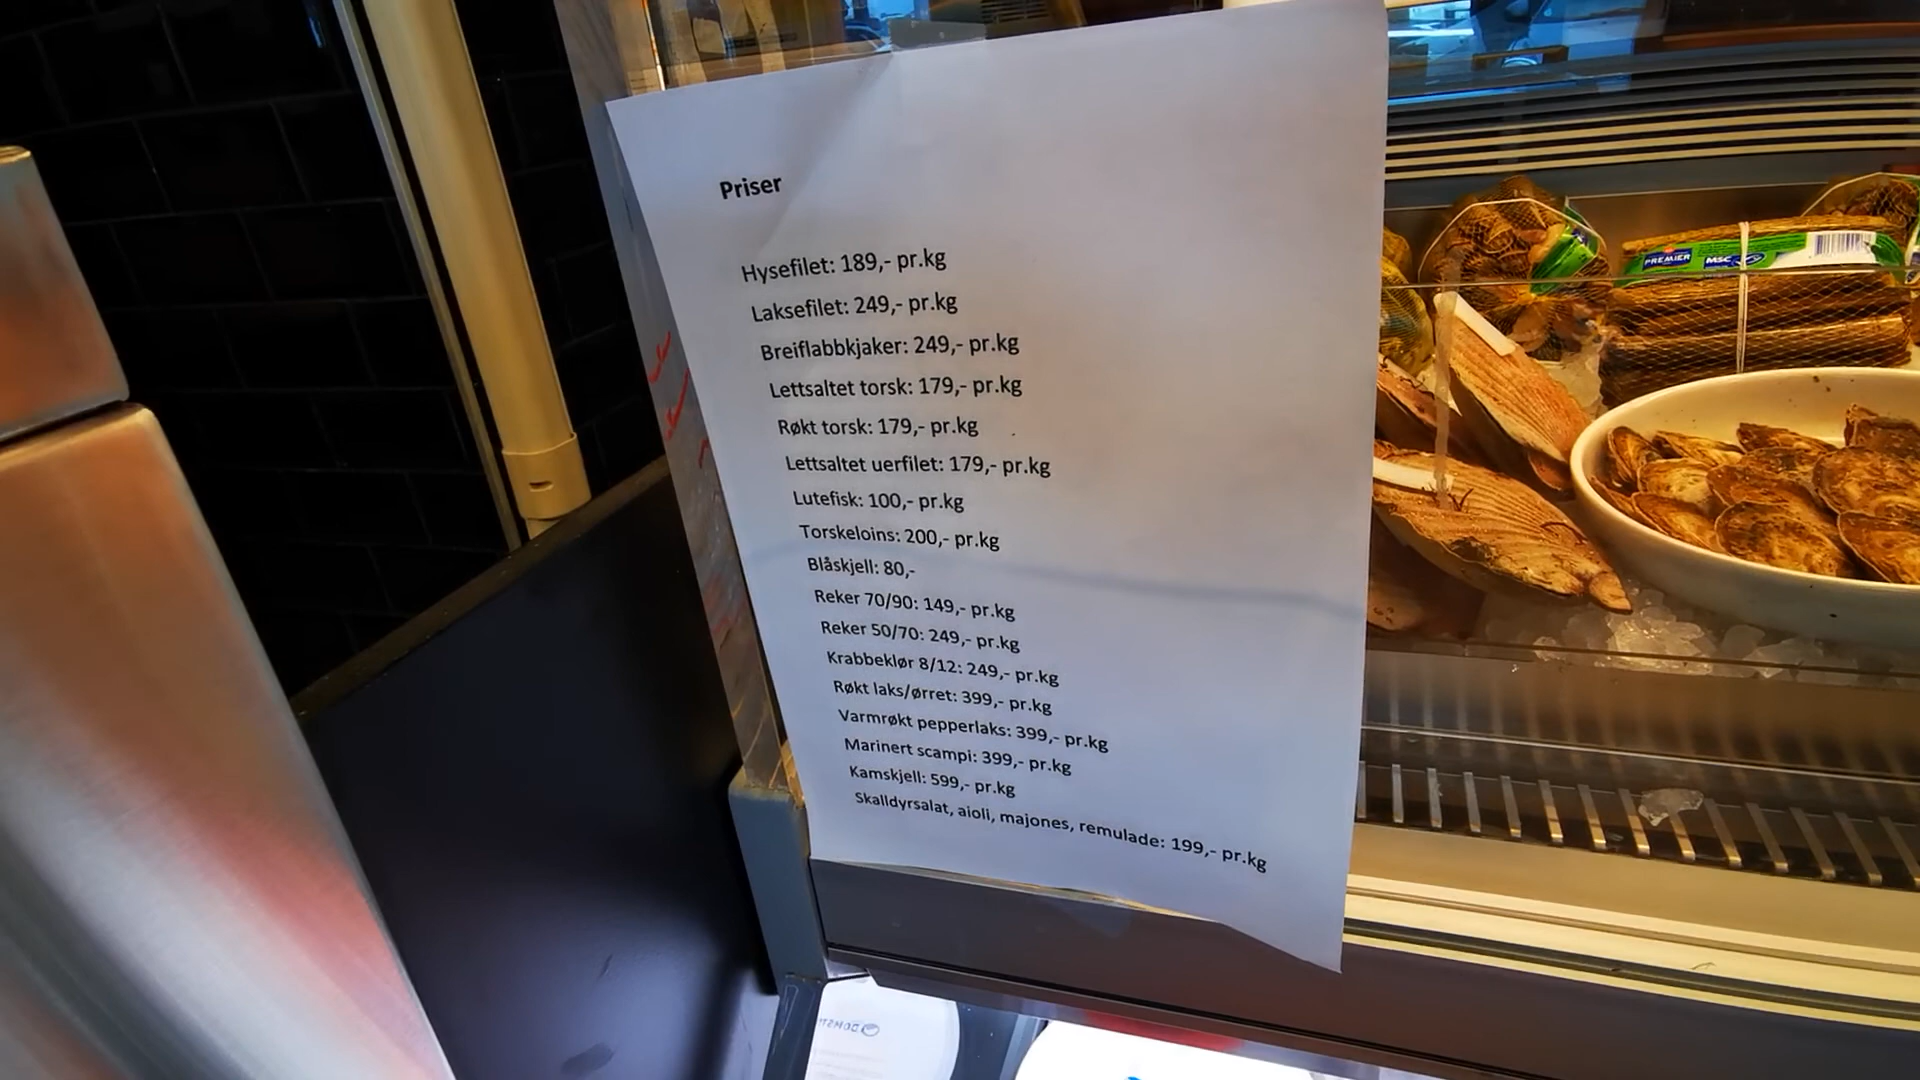 Priser
Hysefilet: 189,- pr.kg
Laksefilet: 249,- pr.kg
Breiflabbkjaker: 249,- pr.kg
Lettsaltet torsk: 179,- pr.kg
Røkt torsk: 179,- pr.kg
Lettsaltet uerfilet: 179,- pr.kg
Lutefisk: 100,- pr.kg
Torskeloins: 200,- pr.kg
Blåskjell: 80,-
Reker 70/90: 149,- pr.kg
Reker 50/70: 249,- pr.kg
Krabbeklør 8/12: 249,- pr.kg
Røkt laks/ørret: 399,- pr.kg
Varmrøkt pepperlaks: 399,- pr.kg
Marinert scampi: 399,- pr.kg
Kamskjell: 599,- pr.kg
Skalldyrsalat, aioli, majones, remulade: 199,- pr.kg
PREMIER
MSC